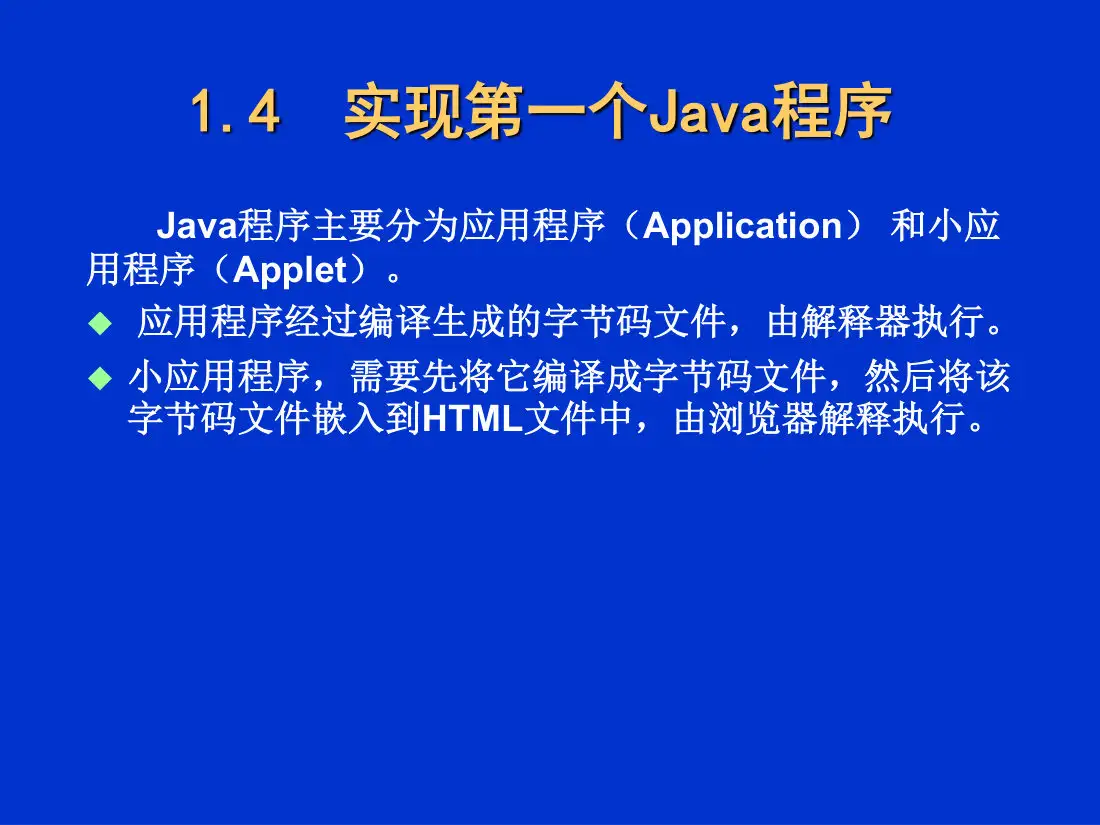 1.4 实现第一个Java程序
Java程序主要分为应用程序（Application） 和小应
用程序（Applet）。
应用程序经过编译生成的字节码文件，由解释器执行。
小应用程序，需要先将它编译成字节码文件，然后将该
字节码文件嵌入到HTML文件中，由浏览器解释执行。